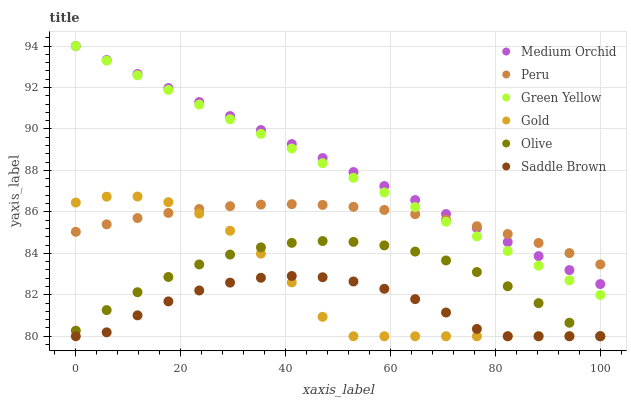 title
94
92
90
88
86
84
82
80
0
20
40
60
80
100
yaxis_label
xaxis_label
Medium Orchid
Peru
Green Yellow
Gold
Olive
Saddle Brown